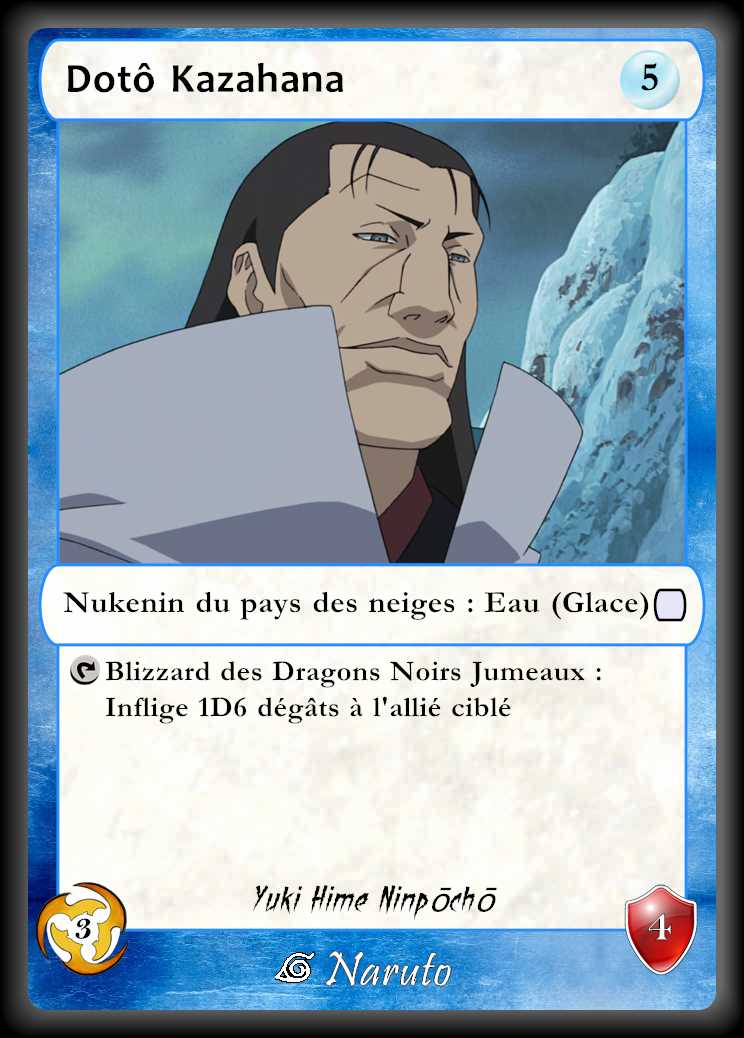 Dotô Kazahana
5
Nukenin du pays des neiges : Eau (Glace)
Blizzard des Dragons Noirs Jumeaux :
Inflige 1D6 dégâts à l'allié ciblé
Yuki Hime Ninpōchō
3
4
Naruto